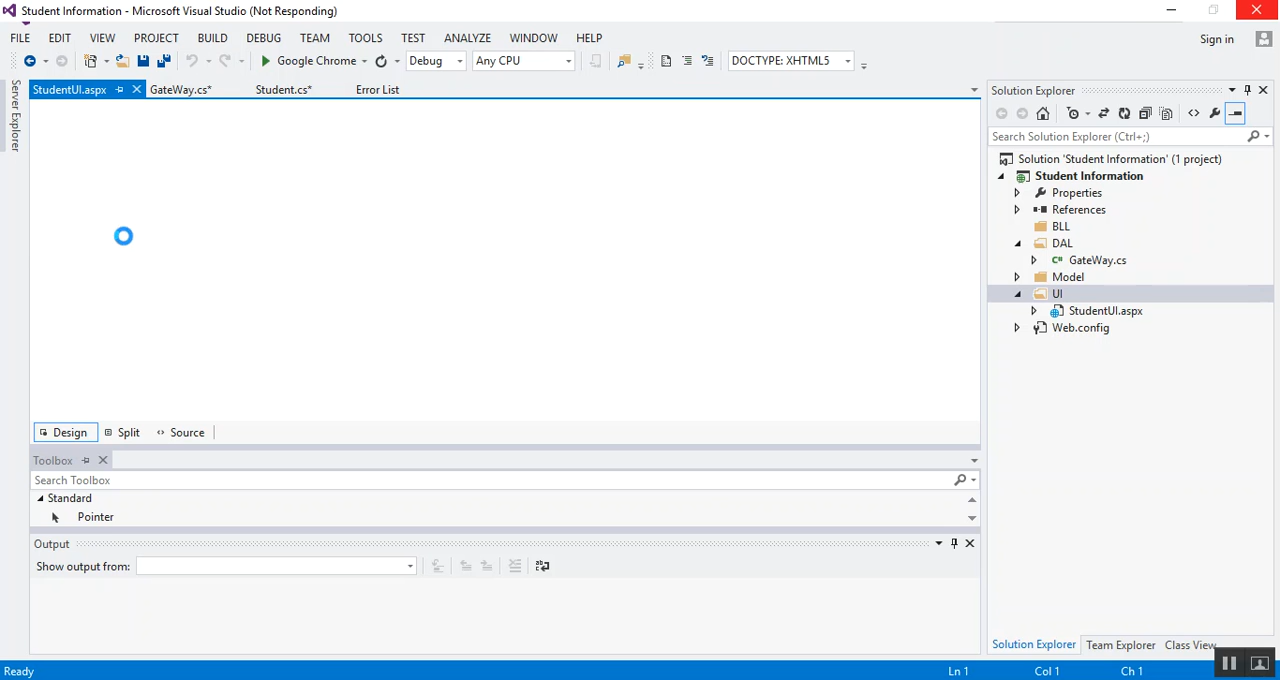 Student Information - Microsoft Visual Studio (Not Responding)
FILE EDIT VIEW PROJECT BUILD DEBUG TEAM TOOLS TEST ANALYZE WINDOW HELP
Sign in
Google Chrome Debug Any CPU DOCTYPE: XHTML5
Server Explorer
StudentUI.aspx GateWay.cs* Student.cs* Error List
Solution Explorer
Search Solution Explorer (Ctrl+;)
Solution 'Student Information' (1 project)
Student Information
Properties
References
BLL
DAL
C# GateWay.cs
Model
UI
StudentUI.aspx
Web.config
Design Split Source
Toolbox
Search Toolbox
Standard
Pointer
Output
Show output from:
Solution Explorer Team Explorer Class View
Ready Ln 1 Col 1 Ch 1